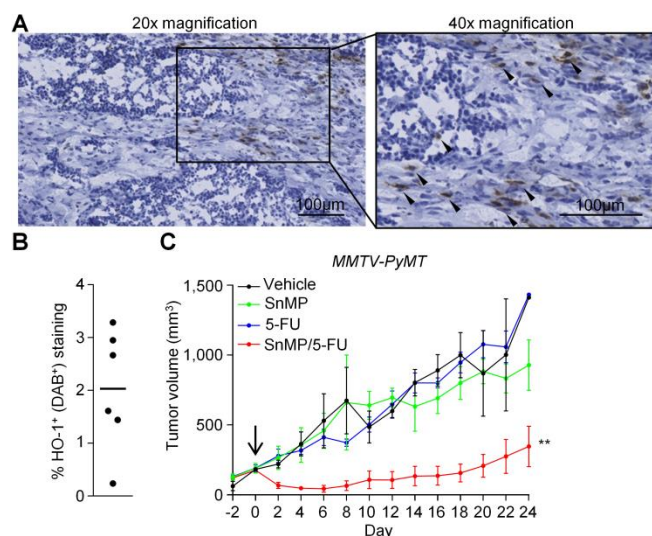 A
20x magnification
40x magnification
100µm
100µm
B
% HO-1⁺ (DAB⁺) staining
4
3
2
1
0
C
MMTV-PyMT
Vehicle
SnMP
5-FU
SnMP/5-FU
Tumor volume (mm³)
1,500
1,000
500
0
**
-2 0 2 4 6 8 10 12 14 16 18 20 22 24
Day